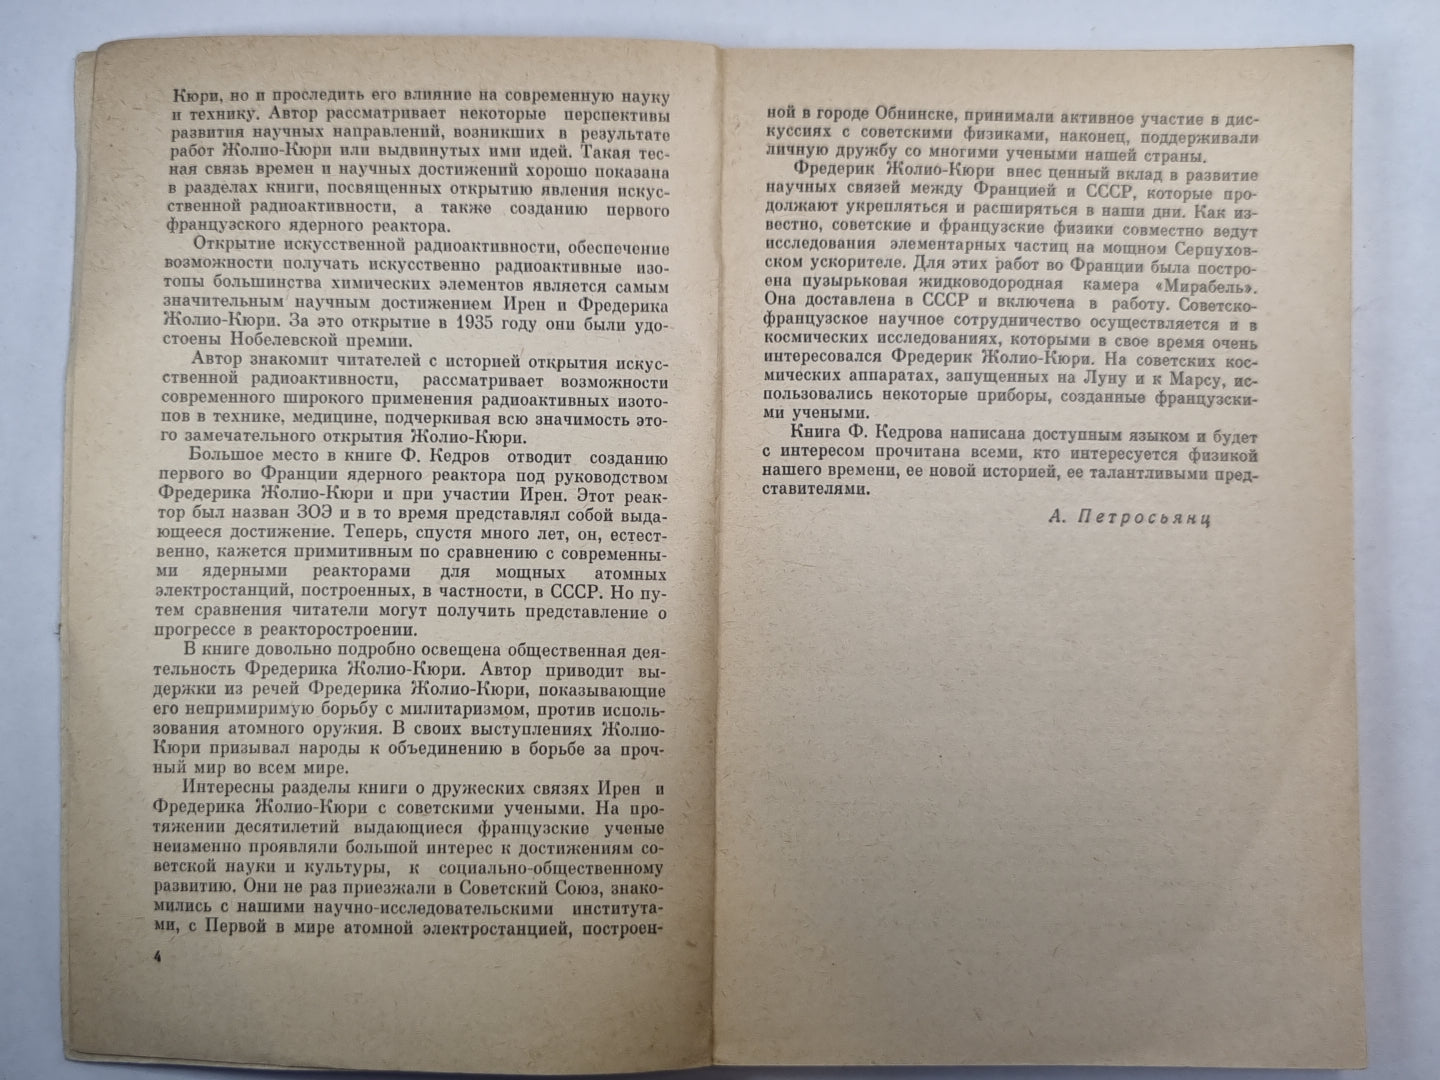 Кюри, но и проследить его влияние на современную науку
и технику. Автор рассматривает некоторые перспективы
развития научных направлений, возникших в результате
работ Жолио-Кюри или выдвинутых ими идей. Такая тес-
ная связь времен и научных достижений хорошо показана
в разделах книги, посвященных открытию явления искус-
ственной радиоактивности, а также созданию первого
французского ядерного реактора.
Открытие искусственной радиоактивности, обеспечение
возможности получать искусственно радиоактивные изо-
топы большинства химических элементов является самым
значительным научным достижением Ирен и Фредерика
Жолио-Кюри. За это открытие в 1935 году они были удо-
стоены Нобелевской премии.
Автор знакомит читателей с историей открытия искус-
ственной радиоактивности, рассматривает возможности
современного широкого применения радиоактивных изото-
пов в технике, медицине, подчеркивая всю значимость это-
го замечательного открытия Жолио-Кюри.
Большое место в книге Ф. Кедров отводит созданию
первого во Франции ядерного реактора под руководством
Фредерика Жолио-Кюри и при участии Ирен. Этот реак-
тор был назван ЗОЭ и в то время представлял собой выда-
ющееся достижение. Теперь, спустя много лет, он, естест-
венно, кажется примитивным по сравнению с современны-
ми ядерными реакторами для мощных атомных
электростанций, построенных, в частности, в СССР. Но пу-
тем сравнения читатели могут получить представление о
прогрессе в реакторостроении.
В книге довольно подробно освещена общественная дея-
тельность Фредерика Жолио-Кюри. Автор приводит вы-
держки из речей Фредерика Жолио-Кюри, показывающие
его непримиримую борьбу с милитаризмом, против исполь-
зования атомного оружия. В своих выступлениях Жолио-
Кюри призывал народы к объединению в борьбе за проч-
ный мир во всем мире.
Интересны разделы книги о дружеских связях Ирен и
Фредерика Жолио-Кюри с советскими учеными. На про-
тяжении десятилетий выдающиеся французские ученые
неизменно проявляли большой интерес к достижениям со-
ветской науки и культуры, к социально-общественному
развитию. Они не раз приезжали в Советский Союз, знако-
мились с нашими научно-исследовательскими института-
ми, с Первой в мире атомной электростанцией, построен-
4
ной в городе Обнинске, принимали активное участие в дис-
куссиях с советскими физиками, наконец, поддерживали
личную дружбу со многими учеными нашей страны.
Фредерик Жолио-Кюри внес ценный вклад в развитие
научных связей между Францией и СССР, которые про-
должают укрепляться и расширяться в наши дни. Как из-
вестно, советские и французские физики совместно ведут
исследования элементарных частиц на мощном Серпухов-
ском ускорителе. Для этих работ во Франции была постро-
ена пузырьковая жидководородная камера «Мирабель».
Она доставлена в СССР и включена в работу. Советско-
французское научное сотрудничество осуществляется и в
космических исследованиях, которыми в свое время очень
интересовался Фредерик Жолио-Кюри. На советских кос-
мических аппаратах, запущенных на Луну и к Марсу, ис-
пользовались некоторые приборы, созданные французски-
ми учеными.
Книга Ф. Кедрова написана доступным языком и будет
с интересом прочитана всеми, кто интересуется физикой
нашего времени, ее новой историей, ее талантливыми пред-
ставителями.
А. Петросьянц